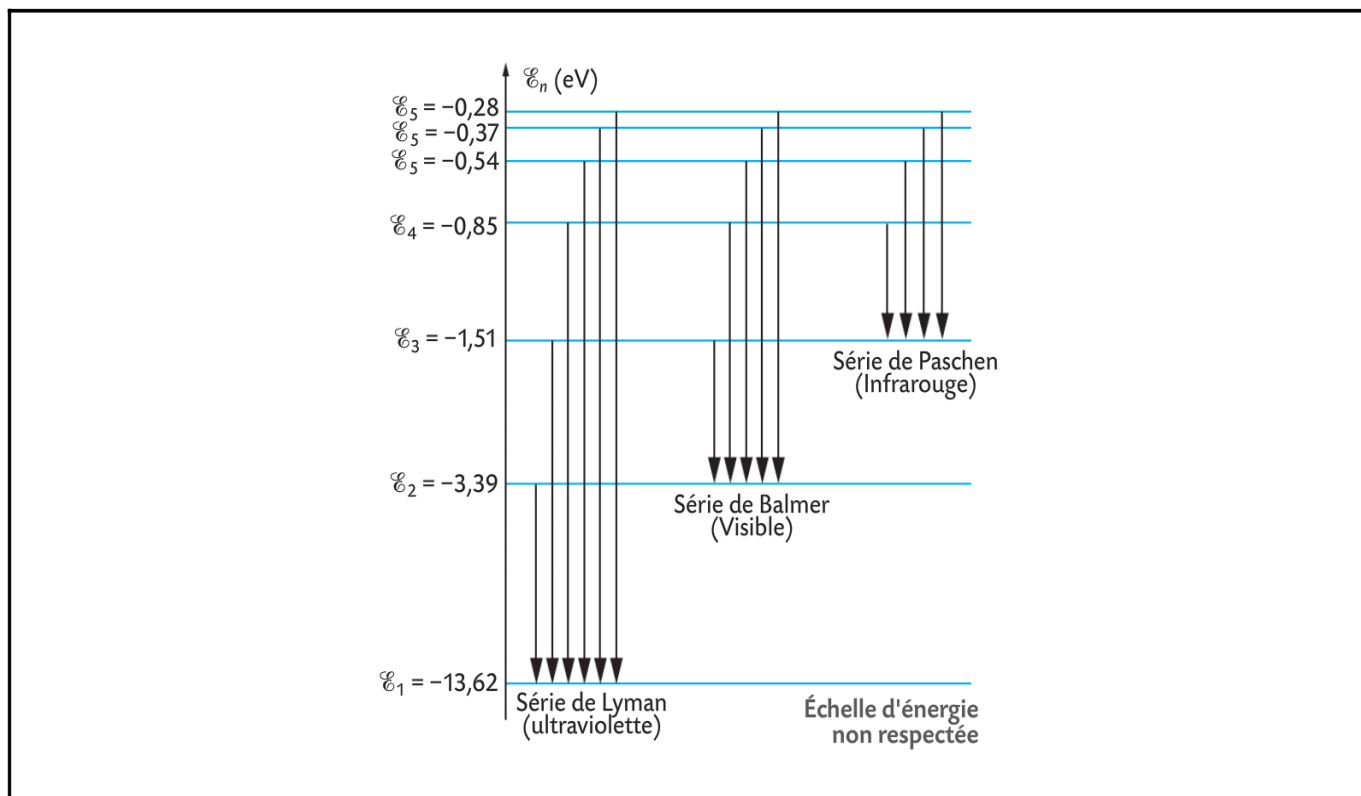 ℰn (eV)
ℰ5 = −0,28
ℰ5 = −0,37
ℰ5 = −0,54
ℰ4 = −0,85
ℰ3 = −1,51
Série de Paschen
(Infrarouge)
ℰ2 = −3,39
Série de Balmer
(Visible)
ℰ1 = −13,62
Série de Lyman
(ultraviolette)
Échelle d'énergie
non respectée